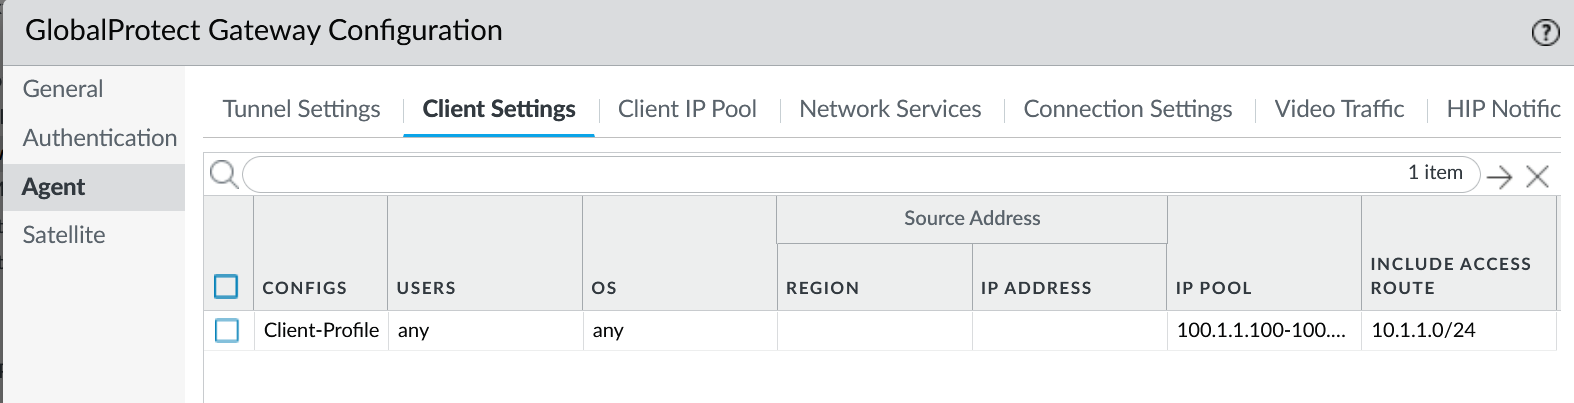 GlobalProtect Gateway Configuration
?
General
Authentication
Agent
Satellite
Tunnel Settings
Client Settings
Client IP Pool
Network Services
Connection Settings
Video Traffic
HIP Notific
1 item
Source Address
CONFIGS
USERS
OS
REGION
IP ADDRESS
IP POOL
INCLUDE ACCESS
ROUTE
Client-Profile
any
any
100.1.1.100-100....
10.1.1.0/24